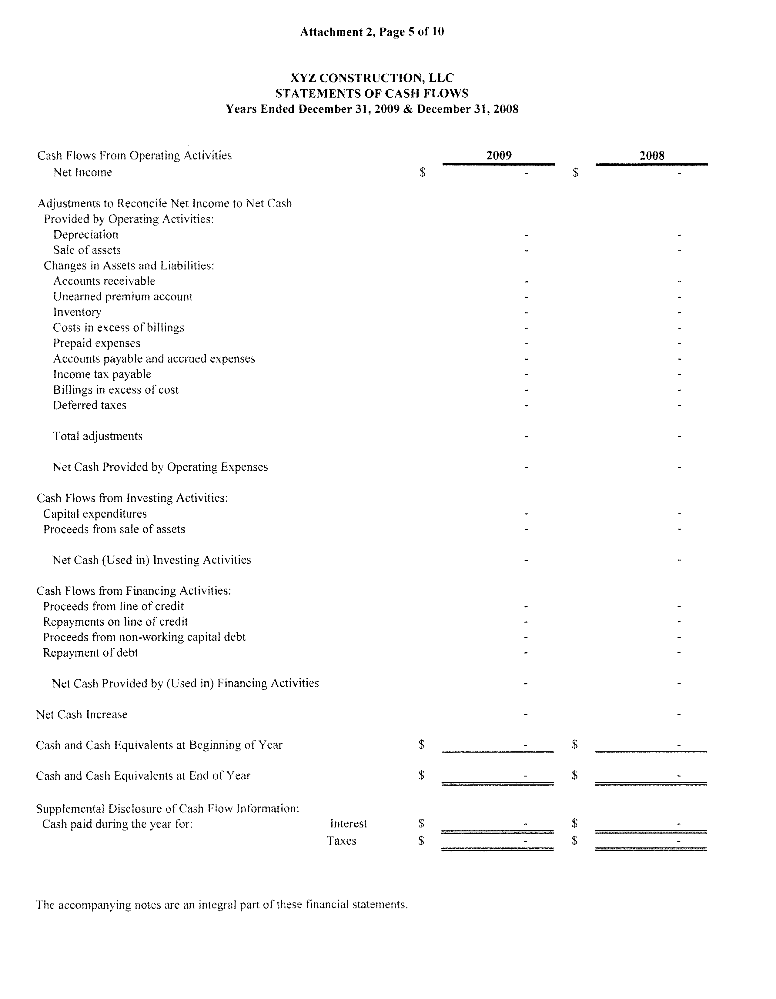 Attachment 2, Page 5 of 10
XYZ CONSTRUCTION, LLC
STATEMENTS OF CASH FLOWS
Years Ended December 31, 2009 & December 31, 2008
Cash Flows From Operating Activities 2009 2008
Net Income $ - $ -
Adjustments to Reconcile Net Income to Net Cash
Provided by Operating Activities:
Depreciation - -
Sale of assets - -
Changes in Assets and Liabilities:
Accounts receivable - -
Unearned premium account - -
Inventory - -
Costs in excess of billings - -
Prepaid expenses - -
Accounts payable and accrued expenses - -
Income tax payable - -
Billings in excess of cost - -
Deferred taxes - -
Total adjustments - -
Net Cash Provided by Operating Expenses - -
Cash Flows from Investing Activities:
Capital expenditures - -
Proceeds from sale of assets - -
Net Cash (Used in) Investing Activities - -
Cash Flows from Financing Activities:
Proceeds from line of credit - -
Repayments on line of credit - -
Proceeds from non-working capital debt - -
Repayment of debt - -
Net Cash Provided by (Used in) Financing Activities - -
Net Cash Increase - -
Cash and Cash Equivalents at Beginning of Year $ - $ -
Cash and Cash Equivalents at End of Year $ - $ -
Supplemental Disclosure of Cash Flow Information:
Cash paid during the year for: Interest $ - $ -
Taxes $ - $ -
The accompanying notes are an integral part of these financial statements.